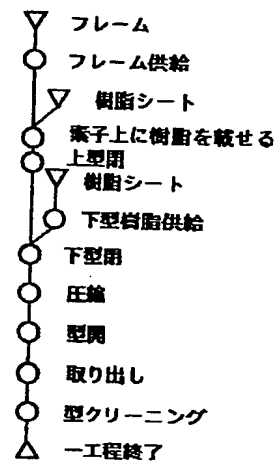 フレーム
フレーム供給
樹脂シート
素子上に樹脂を載せる
上型閉
樹脂シート
下型樹脂供給
下型閉
圧縮
型開
取り出し
型クリーニング
一工程終了